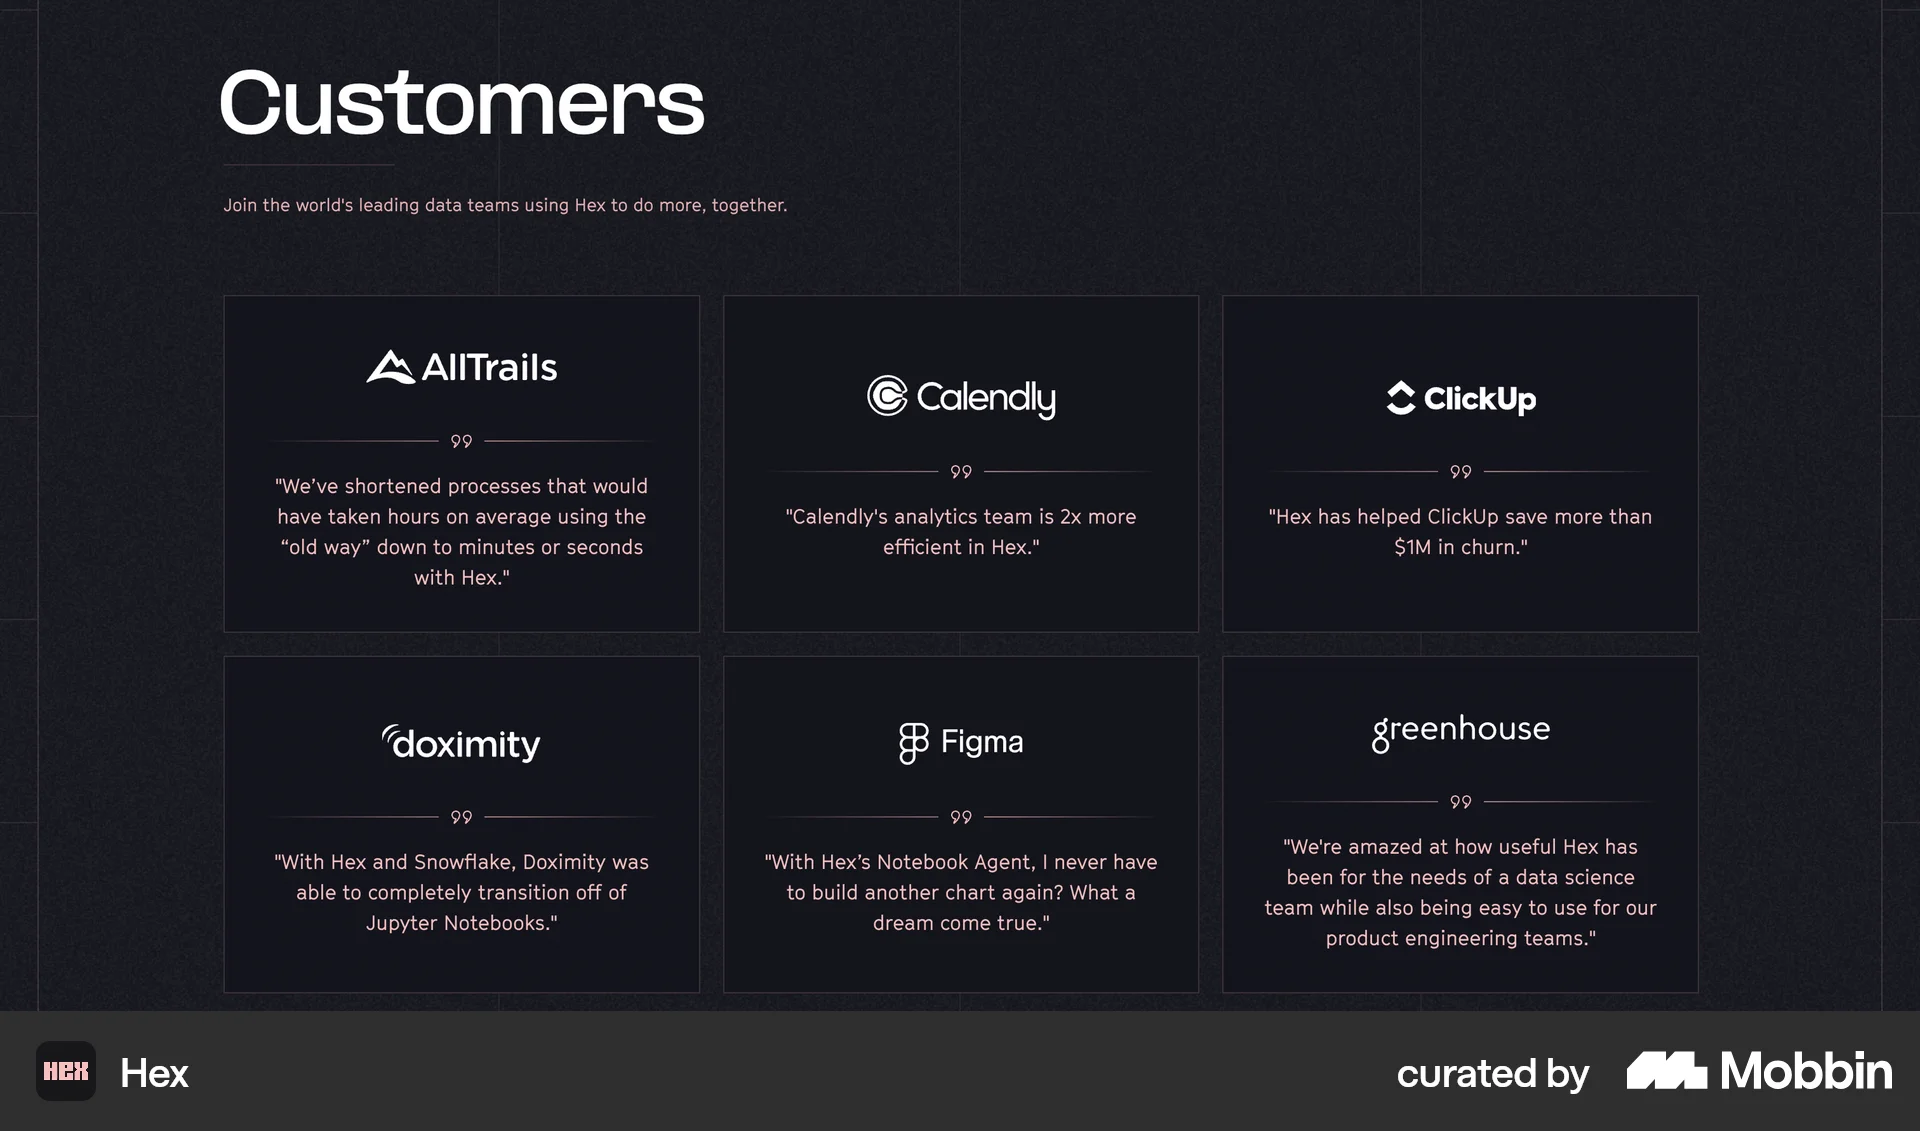 Customers
Join the world's leading data teams using Hex to do more, together.
AllTrails
"We’ve shortened processes that would
have taken hours on average using the
“old way” down to minutes or seconds
with Hex."
Calendly
"Calendly's analytics team is 2x more
efficient in Hex."
ClickUp
"Hex has helped ClickUp save more than
$1M in churn."
doximity
"With Hex and Snowflake, Doximity was
able to completely transition off of
Jupyter Notebooks."
Figma
"With Hex’s Notebook Agent, I never have
to build another chart again? What a
dream come true."
greenhouse
"We're amazed at how useful Hex has
been for the needs of a data science
team while also being easy to use for our
product engineering teams."
HEX
Hex
curated by
Mobbin